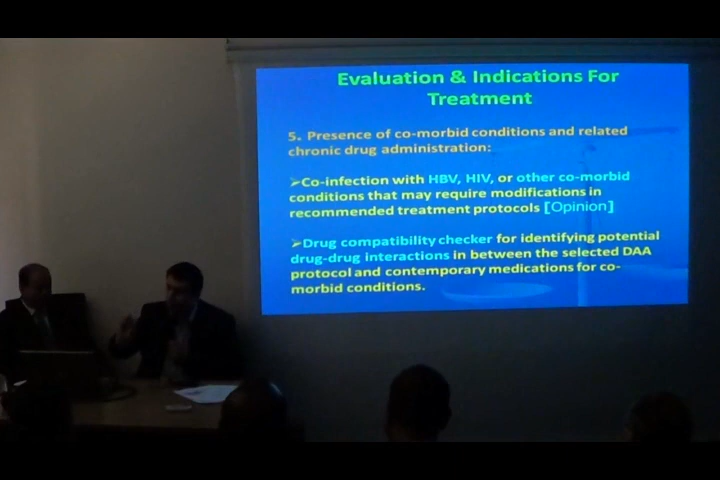 Evaluation & Indications For
Treatment
5. Presence of co-morbid conditions and related
chronic drug administration:
➢Co-infection with HBV, HIV, or other co-morbid
conditions that may require modifications in
recommended treatment protocols [Opinion]
➢Drug compatibility checker for identifying potential
drug-drug interactions in between the selected DAA
protocol and contemporary medications for co-
morbid conditions.